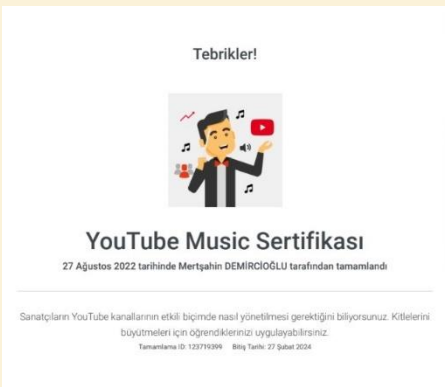 Tebrikler!
YouTube Music Sertifikası
27 Ağustos 2022 tarihinde Mertşahin DEMİRCİOĞLU tarafından tamamlandı
Sanatçıların YouTube kanallarının etkili biçimde nasıl yönetilmesi gerektiğini biliyorsunuz. Kitlelerini
büyütmeleri için öğrendiklerinizi uygulayabilirsiniz.
Tamamlama ID: 123719399 Bitiş Tarihi: 27 Şubat 2024